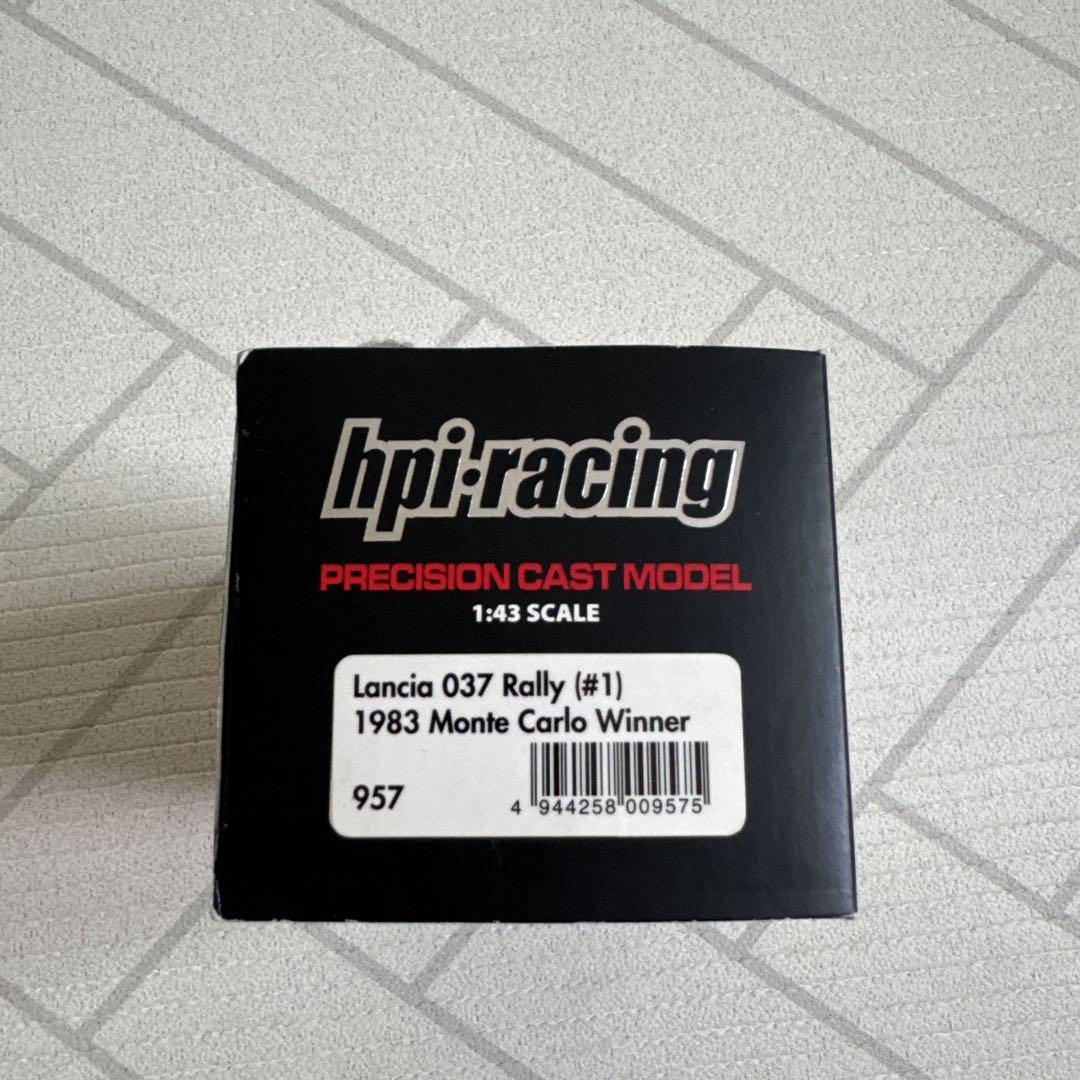 hpi·racing
PRECISION CAST MODEL
1:43 SCALE
Lancia 037 Rally (#1)
1983 Monte Carlo Winner
957
4 944258 009575